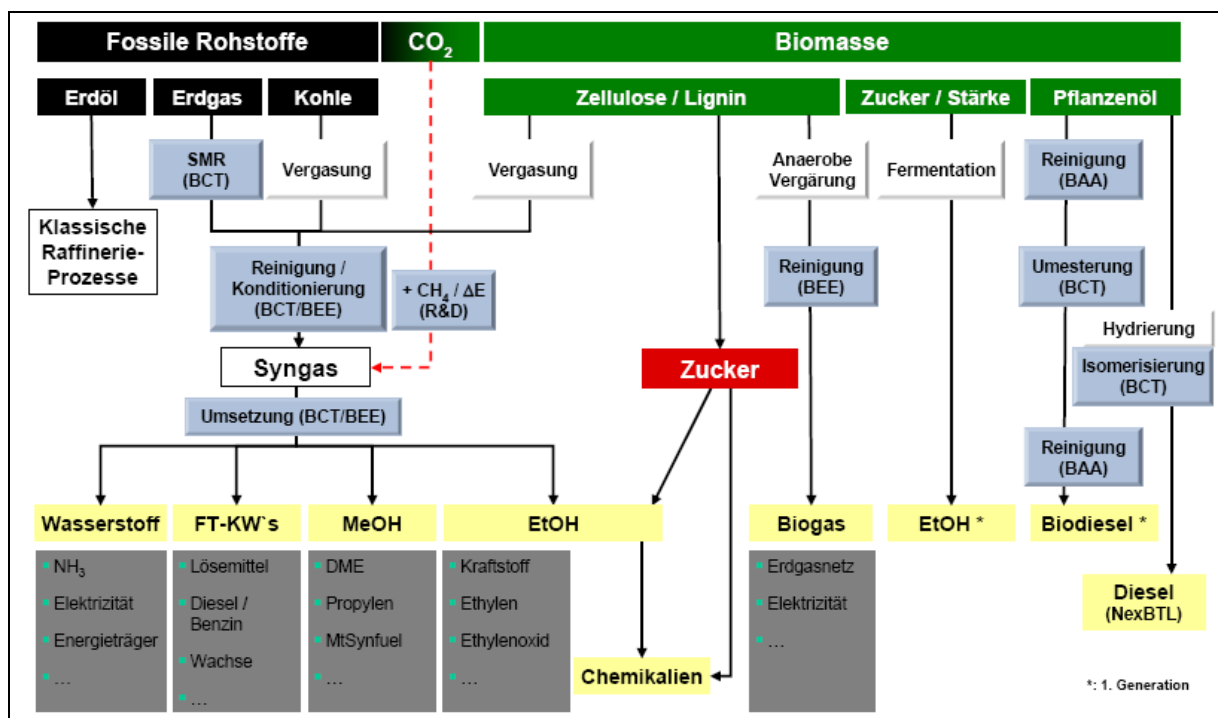 Fossile Rohstoffe
CO₂
Biomasse
Erdöl
Erdgas
Kohle
Zellulose / Lignin
Zucker / Stärke
Pflanzenöl
SMR
(BCT)
Vergasung
Vergasung
Anaerobe
Vergärung
Fermentation
Reinigung
(BAA)
Klassische
Raffinerie-
Prozesse
Reinigung /
Konditionierung
(BCT/BEE)
+ CH₄ / ΔE
(R&D)
Reinigung
(BEE)
Umesterung
(BCT)
Hydrierung
Syngas
Zucker
Isomerisierung
(BCT)
Umsetzung (BCT/BEE)
Reinigung
(BAA)
Wasserstoff
FT-KW`s
MeOH
EtOH
Biogas
EtOH *
Biodiesel *
NH₃
Elektrizität
Energieträger
...
Lösemittel
Diesel /
Benzin
Wachse
...
DME
Propylen
MtSynfuel
...
Kraftstoff
Ethylen
Ethylenoxid
...
Erdgasnetz
Elektrizität
...
Diesel
(NexBTL)
Chemikalien
*: 1. Generation